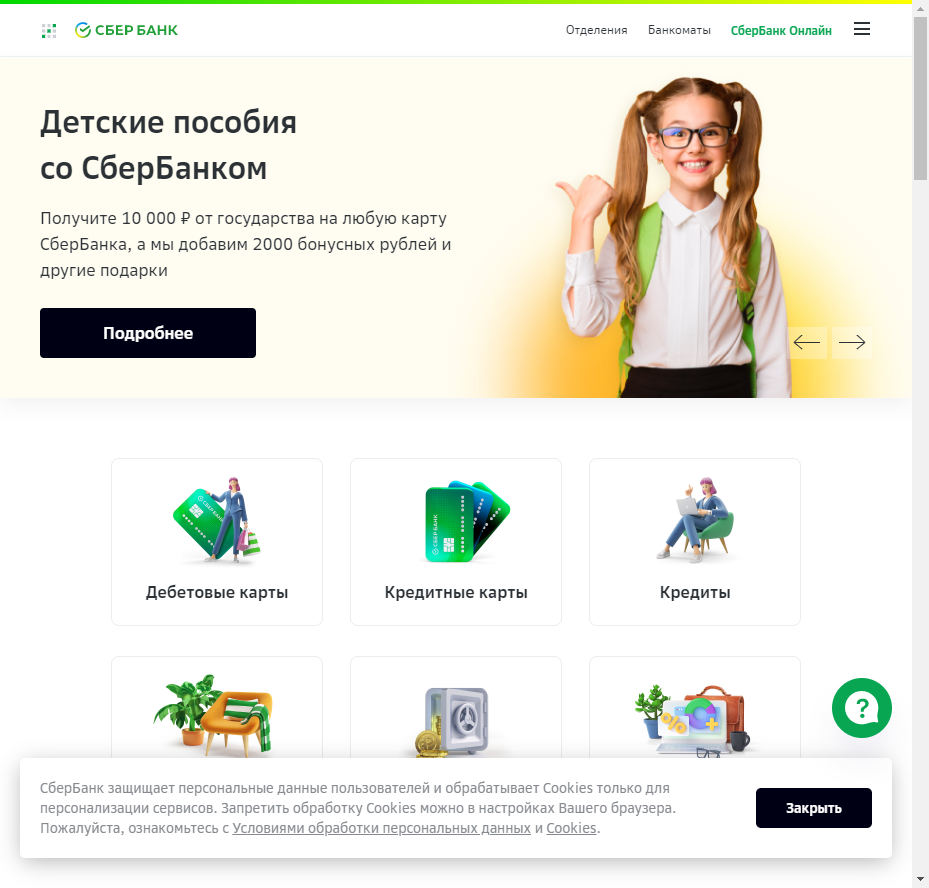 СБЕР БАНК
Отделения
Банкоматы
СберБанк Онлайн
Детские пособия
со СберБанком
Получите 10 000 ₽ от государства на любую карту
СберБанка, а мы добавим 2000 бонусных рублей и
другие подарки
Подробнее
Дебетовые карты
Кредитные карты
Кредиты
СберБанк защищает персональные данные пользователей и обрабатывает Cookies только для
персонализации сервисов. Запретить обработку Cookies можно в настройках Вашего браузера.
Пожалуйста, ознакомьтесь с Условиями обработки персональных данных и Cookies.
Закрыть